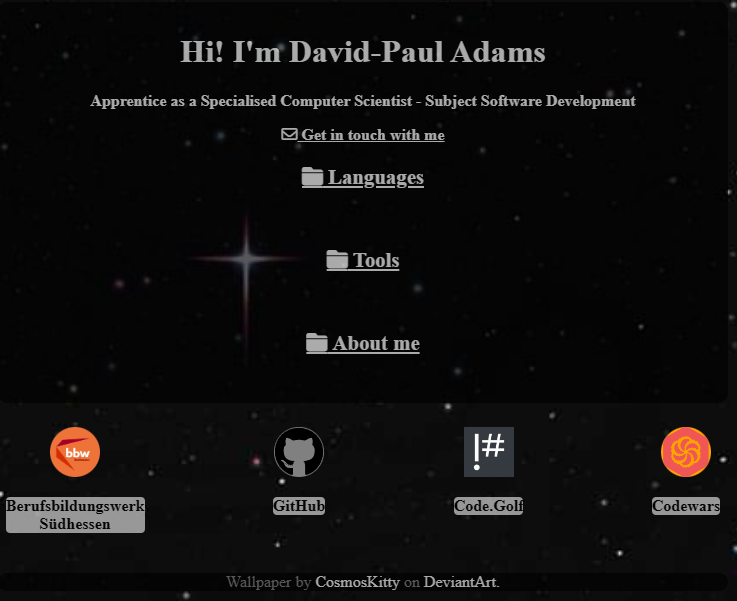 Hi! I'm David-Paul Adams
Apprentice as a Specialised Computer Scientist - Subject Software Development
Get in touch with me
Languages
Tools
About me
bbw
!#
Berufsbildungswerk
Südhessen
GitHub
Code.Golf
Codewars
Wallpaper by CosmosKitty on DeviantArt.